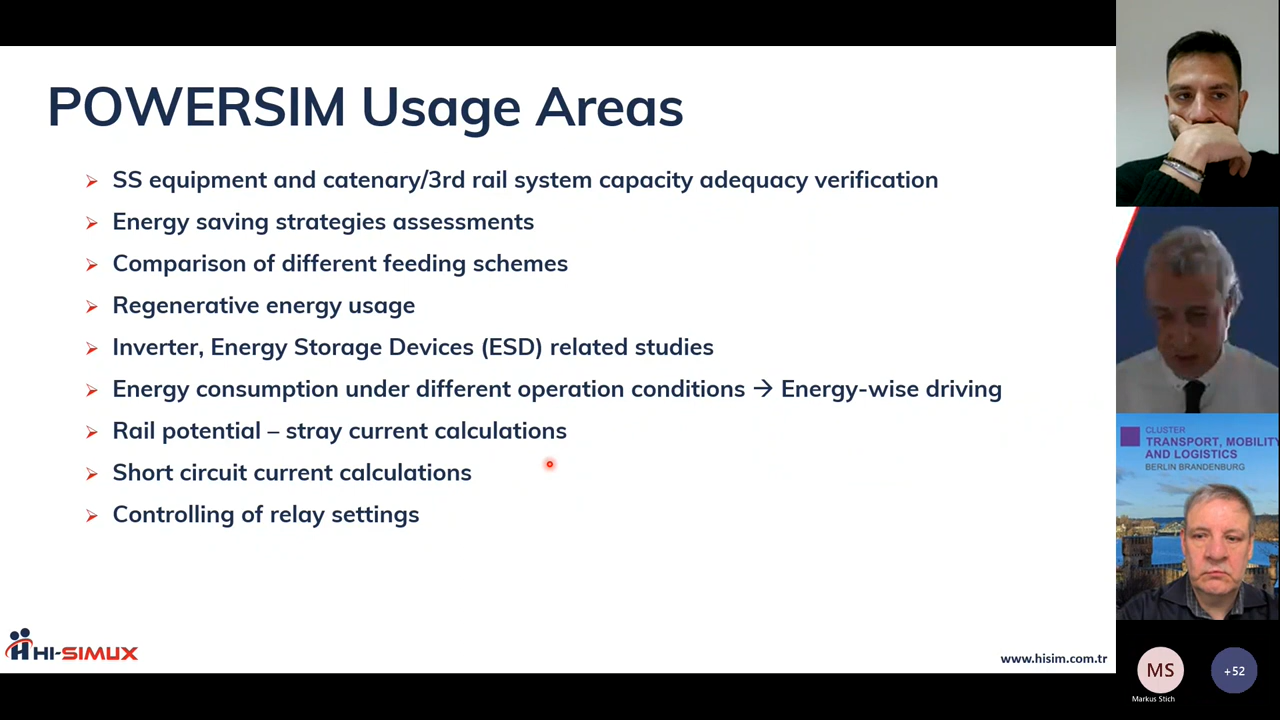 POWERSIM Usage Areas
SS equipment and catenary/3rd rail system capacity adequacy verification
Energy saving strategies assessments
Comparison of different feeding schemes
Regenerative energy usage
Inverter, Energy Storage Devices (ESD) related studies
Energy consumption under different operation conditions → Energy-wise driving
Rail potential – stray current calculations
Short circuit current calculations
Controlling of relay settings
HI-SIMUX
www.hisim.com.tr
CLUSTER
TRANSPORT, MOBILITY
AND LOGISTICS
BERLIN BRANDENBURG
MS
+52
Markus Stich